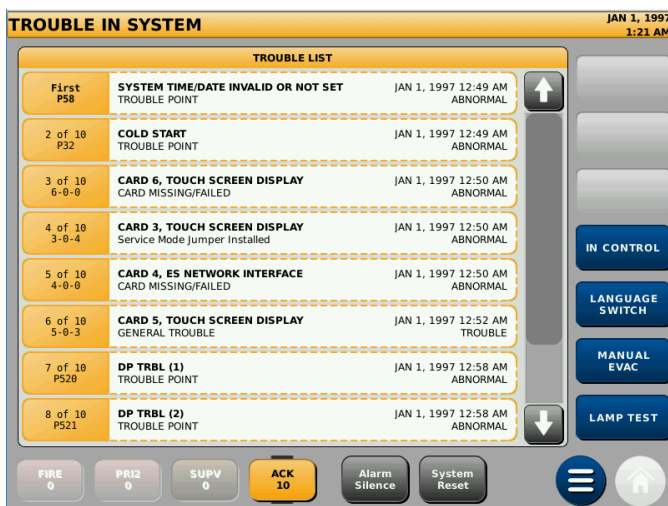 TROUBLE IN SYSTEM
JAN 1, 1997
1:21 AM
TROUBLE LIST
First
P58
SYSTEM TIME/DATE INVALID OR NOT SET
TROUBLE POINT
JAN 1, 1997 12:49 AM
ABNORMAL
2 of 10
P32
COLD START
TROUBLE POINT
JAN 1, 1997 12:49 AM
ABNORMAL
3 of 10
6-0-0
CARD 6, TOUCH SCREEN DISPLAY
CARD MISSING/FAILED
JAN 1, 1997 12:50 AM
ABNORMAL
4 of 10
3-0-4
CARD 3, TOUCH SCREEN DISPLAY
Service Mode Jumper Installed
JAN 1, 1997 12:50 AM
ABNORMAL
5 of 10
4-0-0
CARD 4, ES NETWORK INTERFACE
CARD MISSING/FAILED
JAN 1, 1997 12:50 AM
ABNORMAL
6 of 10
5-0-3
CARD 5, TOUCH SCREEN DISPLAY
GENERAL TROUBLE
JAN 1, 1997 12:52 AM
TROUBLE
7 of 10
P520
DP TRBL (1)
TROUBLE POINT
JAN 1, 1997 12:58 AM
ABNORMAL
8 of 10
P521
DP TRBL (2)
TROUBLE POINT
JAN 1, 1997 12:58 AM
ABNORMAL
IN CONTROL
LANGUAGE
SWITCH
MANUAL
EVAC
LAMP TEST
FIRE
0
PRI2
0
SUPV
0
ACK
10
Alarm
Silence
System
Reset